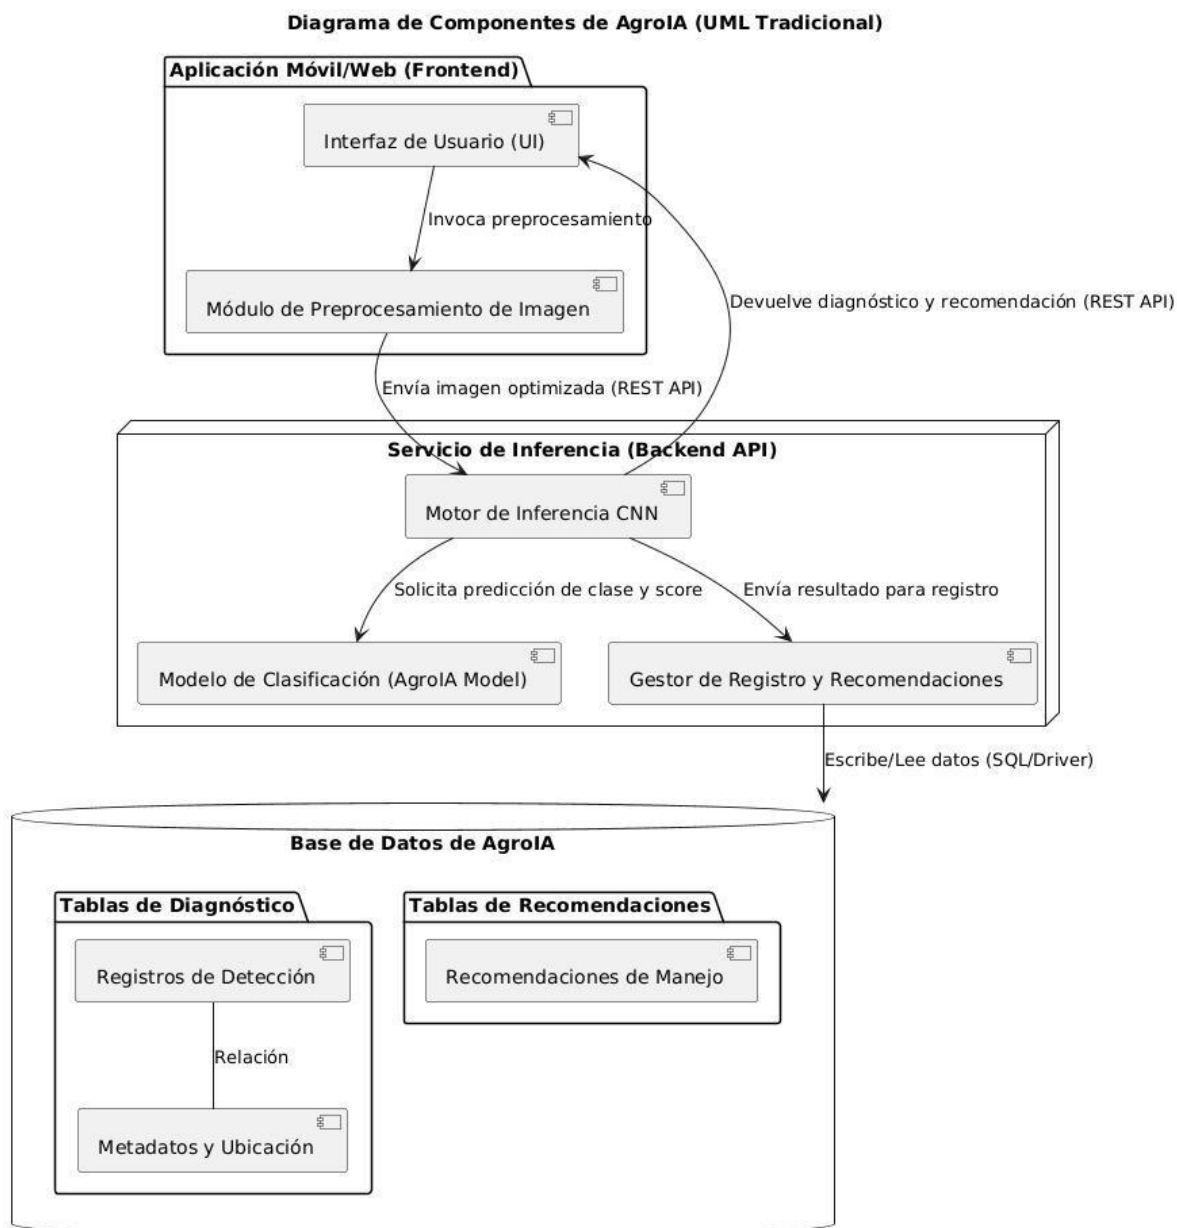 Diagrama de Componentes de AgroIA (UML Tradicional)
Aplicación Móvil/Web (Frontend)
Interfaz de Usuario (UI)
Invoca preprocesamiento
Módulo de Preprocesamiento de Imagen
Devuelve diagnóstico y recomendación (REST API)
Envía imagen optimizada (REST API)
Servicio de Inferencia (Backend API)
Motor de Inferencia CNN
Solicita predicción de clase y score
Envía resultado para registro
Modelo de Clasificación (AgroIA Model)
Gestor de Registro y Recomendaciones
Escribe/Lee datos (SQL/Driver)
Base de Datos de AgroIA
Tablas de Diagnóstico
Registros de Detección
Relación
Metadatos y Ubicación
Tablas de Recomendaciones
Recomendaciones de Manejo